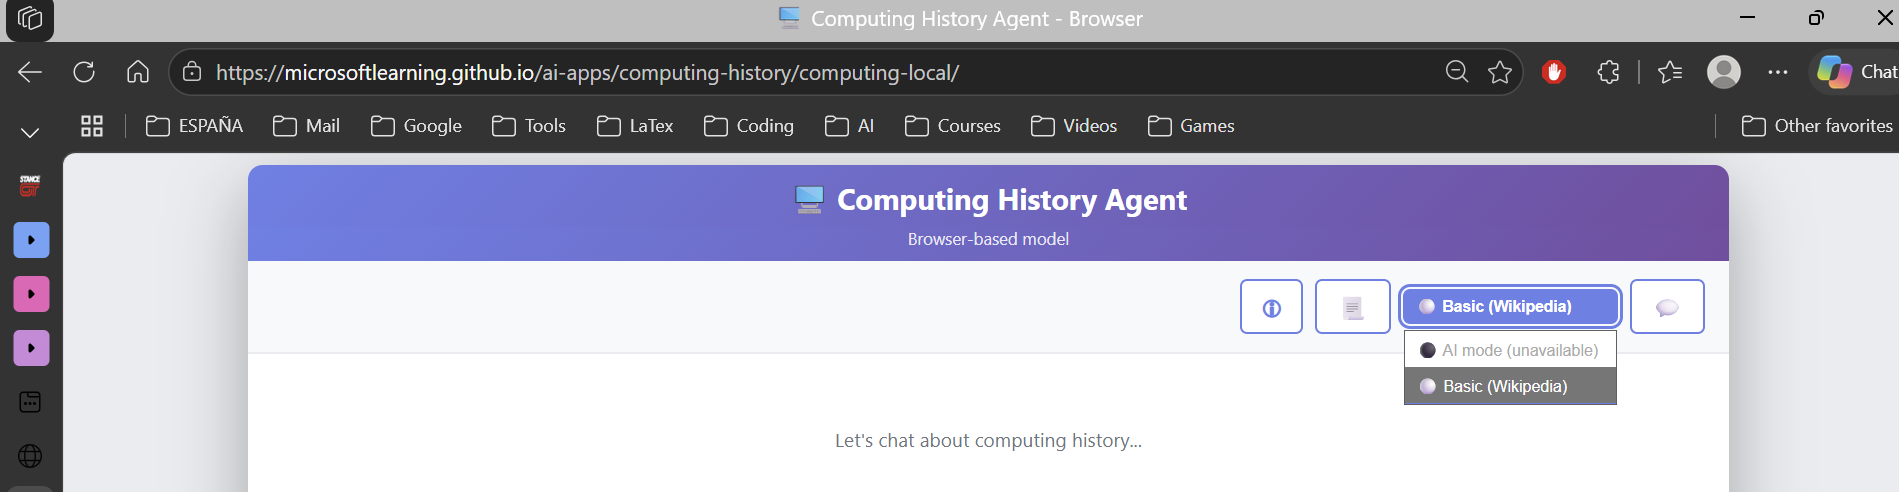 Computing History Agent - Browser
https://microsoftlearning.github.io/ai-apps/computing-history/computing-local/
Chat
ESPAÑA Mail Google Tools LaTex Coding AI Courses Videos Games Other favorites
STANCE
GT
Computing History Agent
Browser-based model
Basic (Wikipedia)
AI mode (unavailable)
Basic (Wikipedia)
Let's chat about computing history...